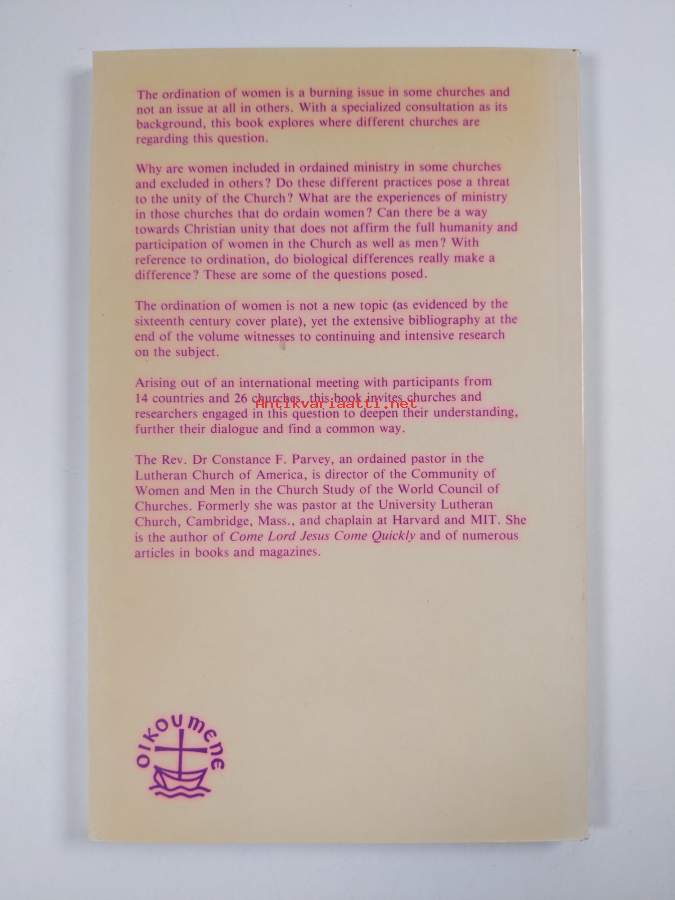 The ordination of women is a burning issue in some churches and
not an issue at all in others. With a specialized consultation as its
background, this book explores where different churches are
regarding this question.
Why are women included in ordained ministry in some churches
and excluded in others? Do these different practices pose a threat
to the unity of the Church? What are the experiences of ministry
in those churches that do ordain women? Can there be a way
towards Christian unity that does not affirm the full humanity and
participation of women in the Church as well as men? With
reference to ordination, do biological differences really make a
difference? These are some of the questions posed.
The ordination of women is not a new topic (as evidenced by the
sixteenth century cover plate), yet the extensive bibliography at the
end of the volume witnesses to continuing and intensive research
on the subject.
Arising out of an international meeting with participants from
14 countries and 26 churches, this book invites churches and
Antikvariaatti.net
researchers engaged in this question to deepen their understanding,
further their dialogue and find a common way.
The Rev. Dr Constance F. Parvey, an ordained pastor in the
Lutheran Church of America, is director of the Community of
Women and Men in the Church Study of the World Council of
Churches. Formerly she was pastor at the University Lutheran
Church, Cambridge, Mass., and chaplain at Harvard and MIT. She
is the author of Come Lord Jesus Come Quickly and of numerous
articles in books and magazines.
OIKOUMENE